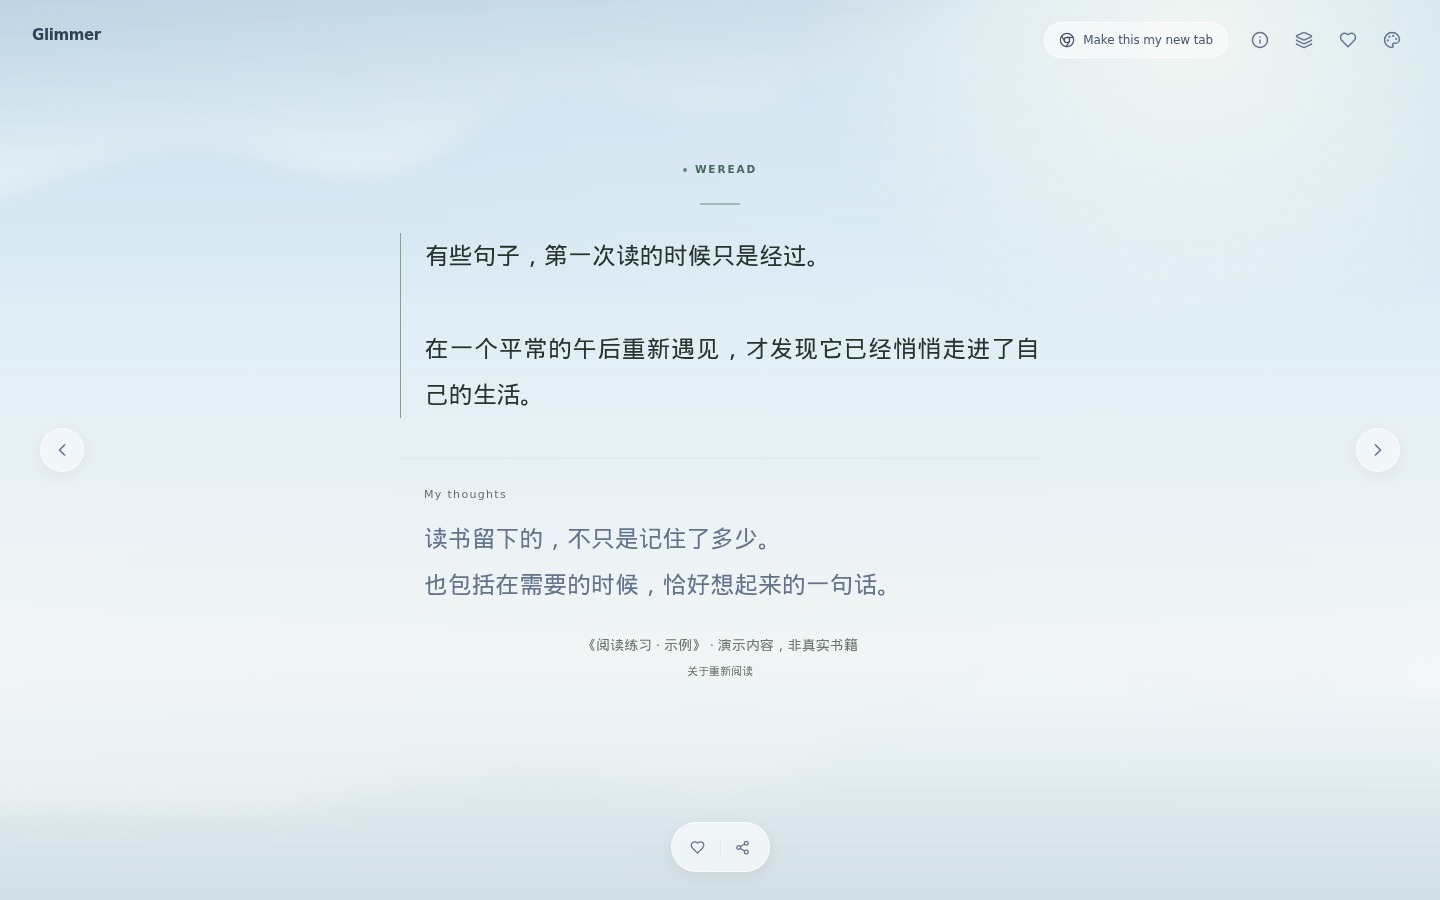 Glimmer
Make this my new tab
• WEREAD
有些句子，第一次读的时候只是经过。
在一个平常的午后重新遇见，才发现它已经悄悄走进了自
己的生活。
My thoughts
读书留下的，不只是记住了多少。
也包括在需要的时候，恰好想起来的一句话。
《阅读练习 · 示例》 · 演示内容，非真实书籍
关于重新阅读